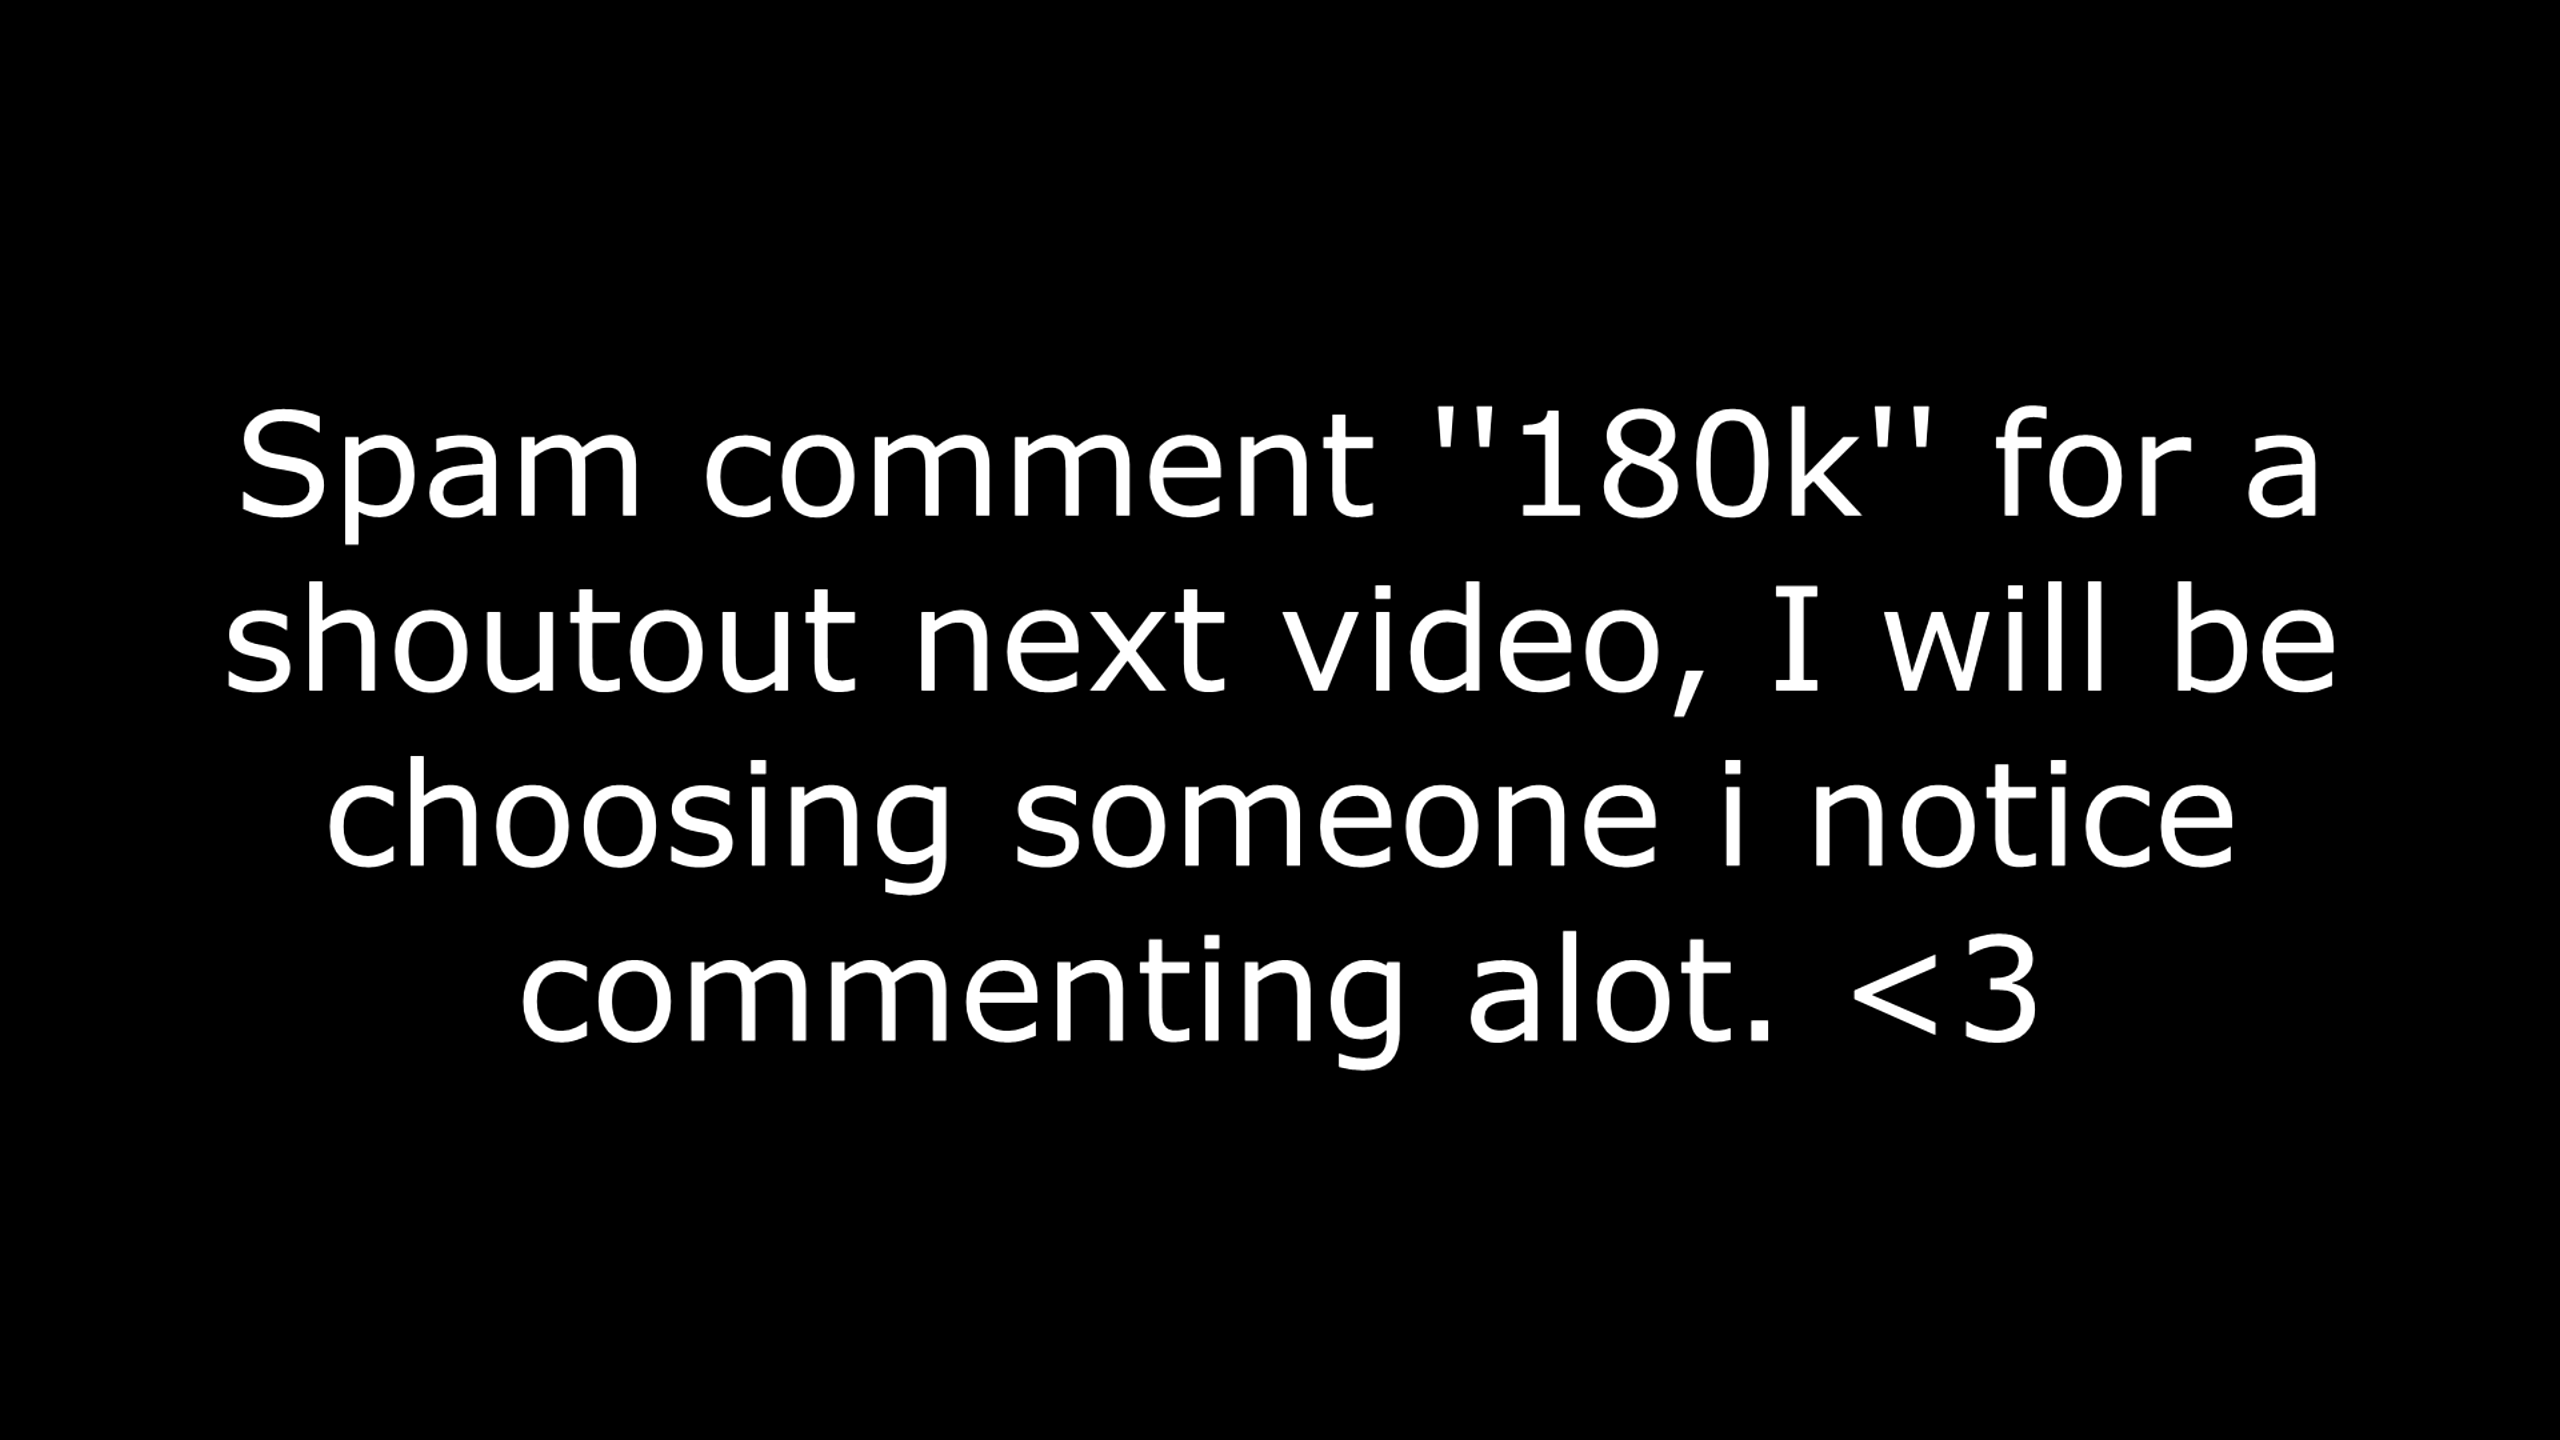 Spam comment "180k" for a
shoutout next video, I will be
choosing someone i notice
commenting alot. <3